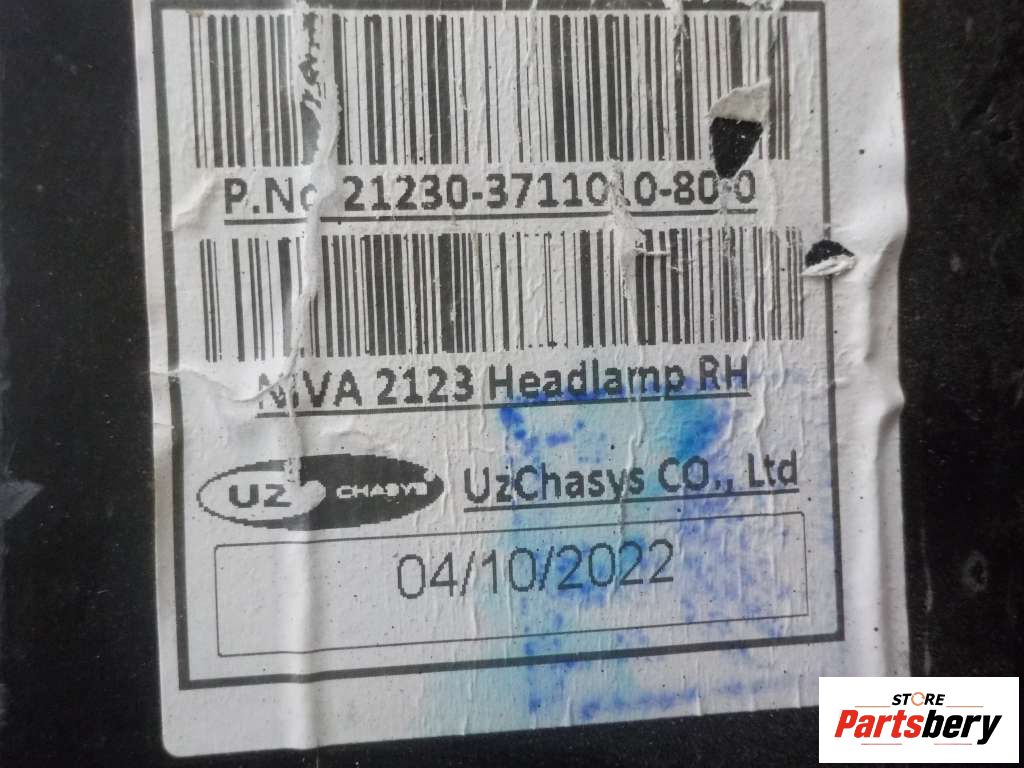 P.No 21230-3711010-80-0
NIVA 2123 Headlamp RH
UZ CHASYS UzChasys CO., Ltd
04/10/2022
STORE
Partsbery